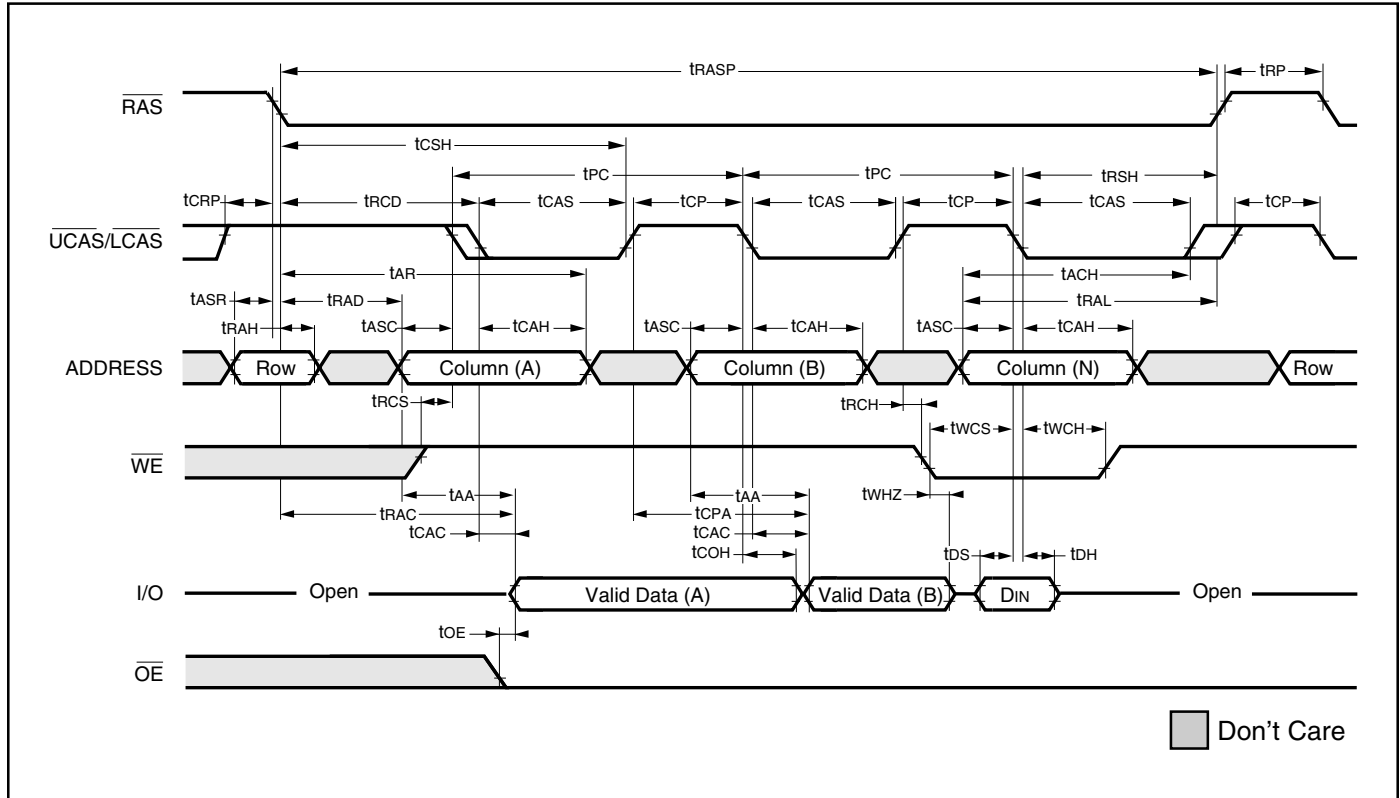 tRASP tRP
RAS
tCSH
tPC tPC tRSH
tCRP tRCD tCAS tCP tCAS tCP tCAS tCP
UCAS/LCAS
tAR tACH
tASR tRAD tRAL
tRAH tASC tCAH tASC tCAH tASC tCAH
ADDRESS Row Column (A) Column (B) Column (N) Row
tRCS tRCH
tWCS tWCH
WE
tAA tAA tWHZ
tRAC tCPA
tCAC tCAC
tCOH tDS tDH
I/O Open Valid Data (A) Valid Data (B) DIN Open
tOE
OE
Don't Care